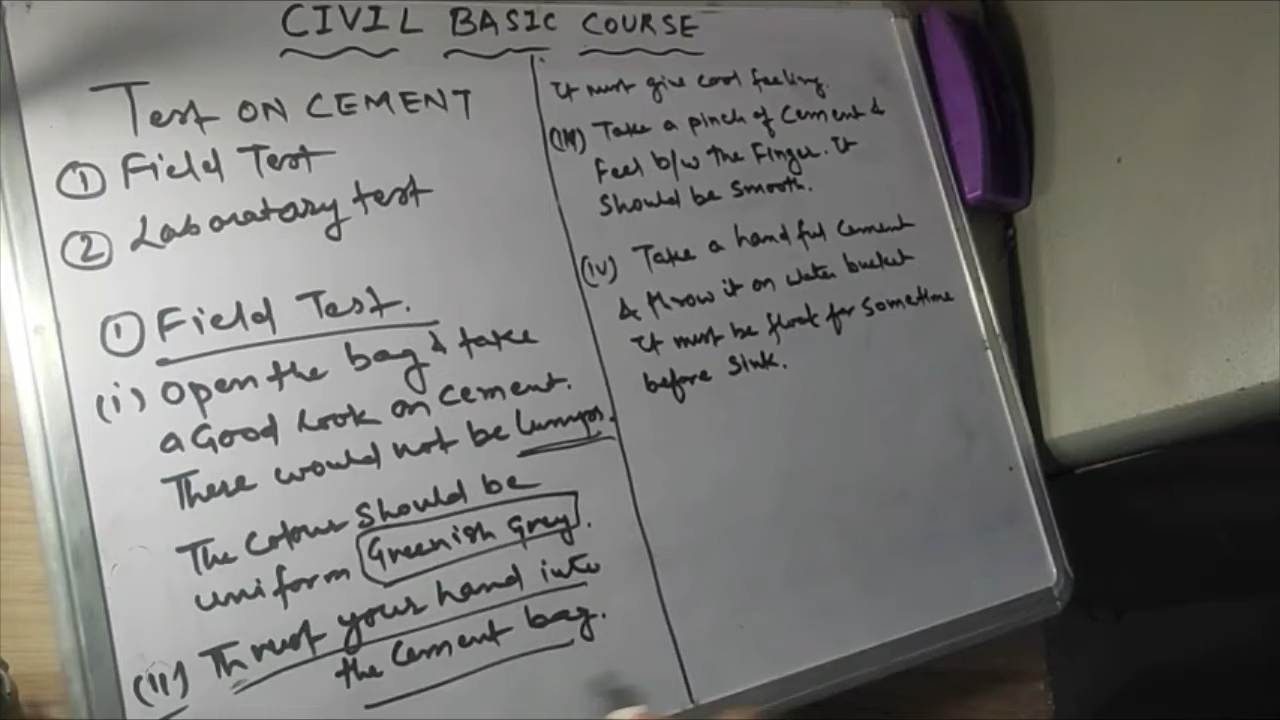 CIVIL BASIC COURSE
Test ON CEMENT
① Field Test
② Laboratary test
① Field Test.
(i) Open the bag & take
a Good Look on cement.
There would not be Lumps.
The Colour should be
uniform Greenish Grey.
(ii) Thrust your hand into
the Cement bag.
It must give cool feeling.
(iii) Take a pinch of Cement &
Feel b/w the Finger. It
Should be Smooth.
(iv) Take a handful Cement
& throw it on water bucket
It must be float for Sometime
before Sink.